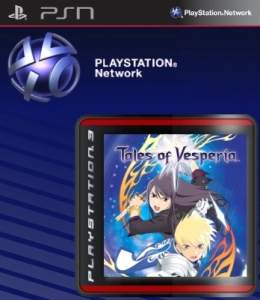 PSN
PlayStation®Network
PLAYSTATION®
Network
PLAYSTATION 3
Tales of Vesperia